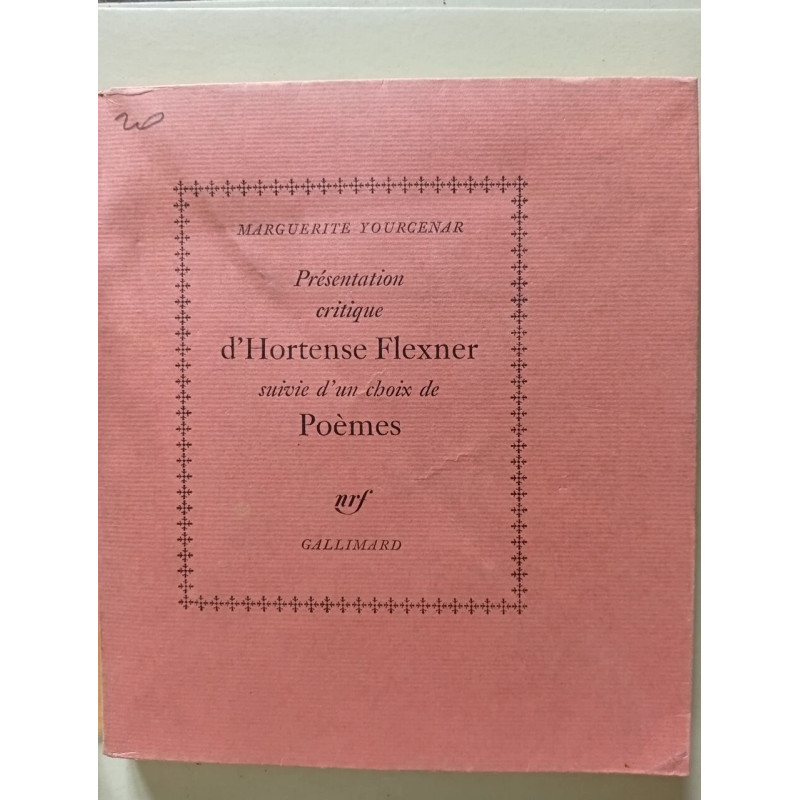 20
MARGUERITE YOURCENAR
Présentation
critique
d'Hortense Flexner
suivie d'un choix de
Poèmes
nrf
GALLIMARD